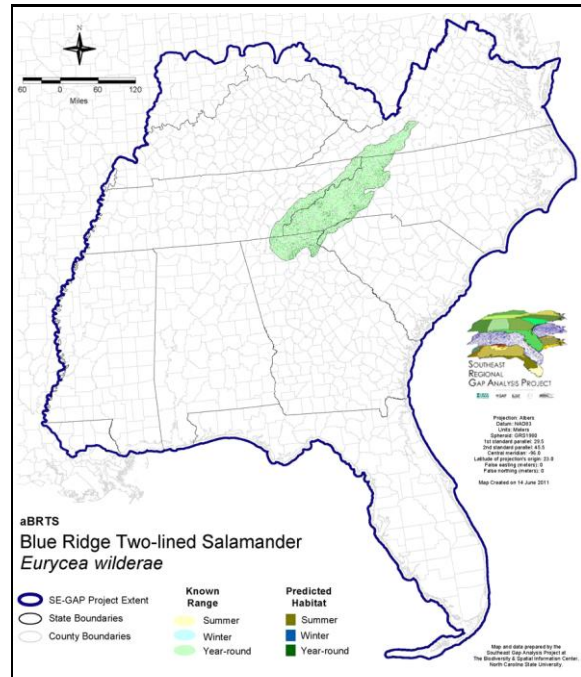 N
60 0 60 120
Miles
SOUTHEAST
REGIONAL
GAP ANALYSIS PROJECT
USGS
GAP
Projection: Albers
Datum: NAD83
Units: Meters
Spheroid: GRS1980
1st standard parallel: 29.5
2nd standard parallel: 45.5
Central meridian: -96.0
Latitude of projection's origin: 23.0
False easting (meters): 0
False northing (meters): 0
Map Created on 14 June 2011
aBRTS
Blue Ridge Two-lined Salamander
Eurycea wilderae
SE-GAP Project Extent
State Boundaries
County Boundaries
Known
Range
Summer
Winter
Year-round
Predicted
Habitat
Summer
Winter
Year-round
Map and data prepared by the
Southeast Gap Analysis Project at
The Biodiversity & Spatial Information Center,
North Carolina State University.